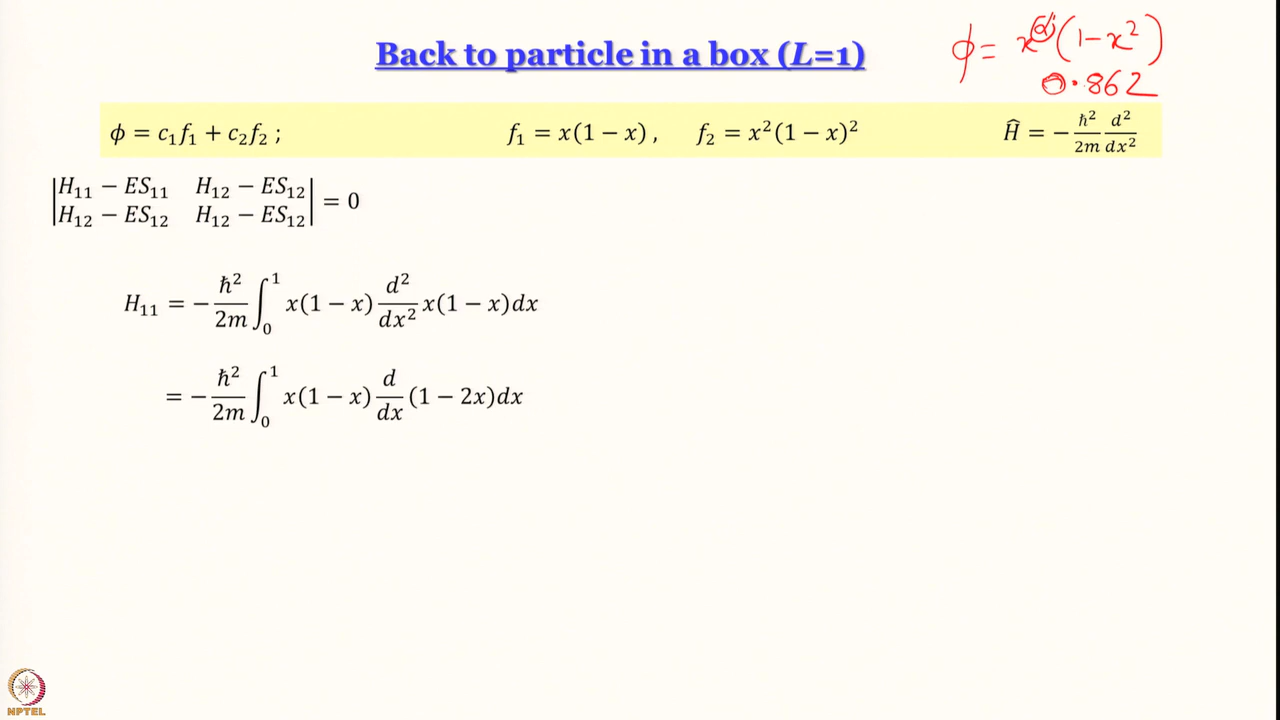 Back to particle in a box (L=1)
ϕ = x^α (1−x²)
0.862
ϕ = c₁f₁ + c₂f₂ ; f₁ = x(1 − x) , f₂ = x²(1 − x)² Ĥ = − ħ²/2m d²/dx²
|H₁₁ − ES₁₁ H₁₂ − ES₁₂|
|H₁₂ − ES₁₂ H₁₂ − ES₁₂| = 0
H₁₁ = − ħ²/2m ∫₀¹ x(1 − x) d²/dx² x(1 − x)dx
= − ħ²/2m ∫₀¹ x(1 − x) d/dx (1 − 2x)dx
NPTEL